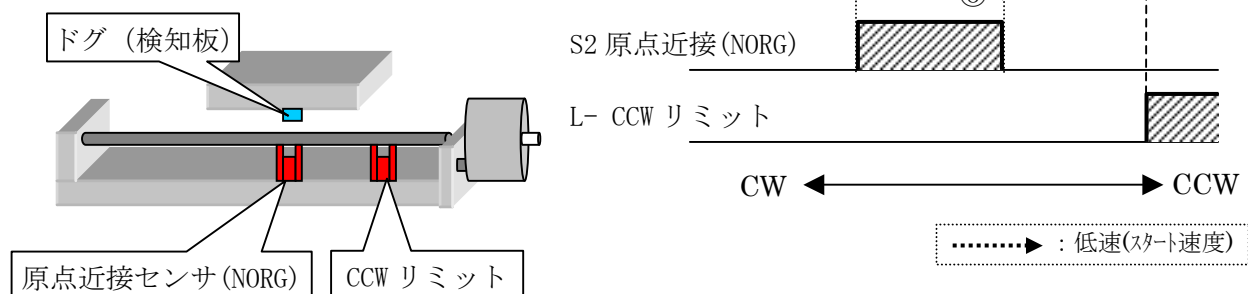 ドグ (検知板)
原点近接センサ(NORG)
CCW リミット
S2 原点近接(NORG)
L- CCW リミット
CW
CCW
: 低速(ｽﾀｰﾄ速度)